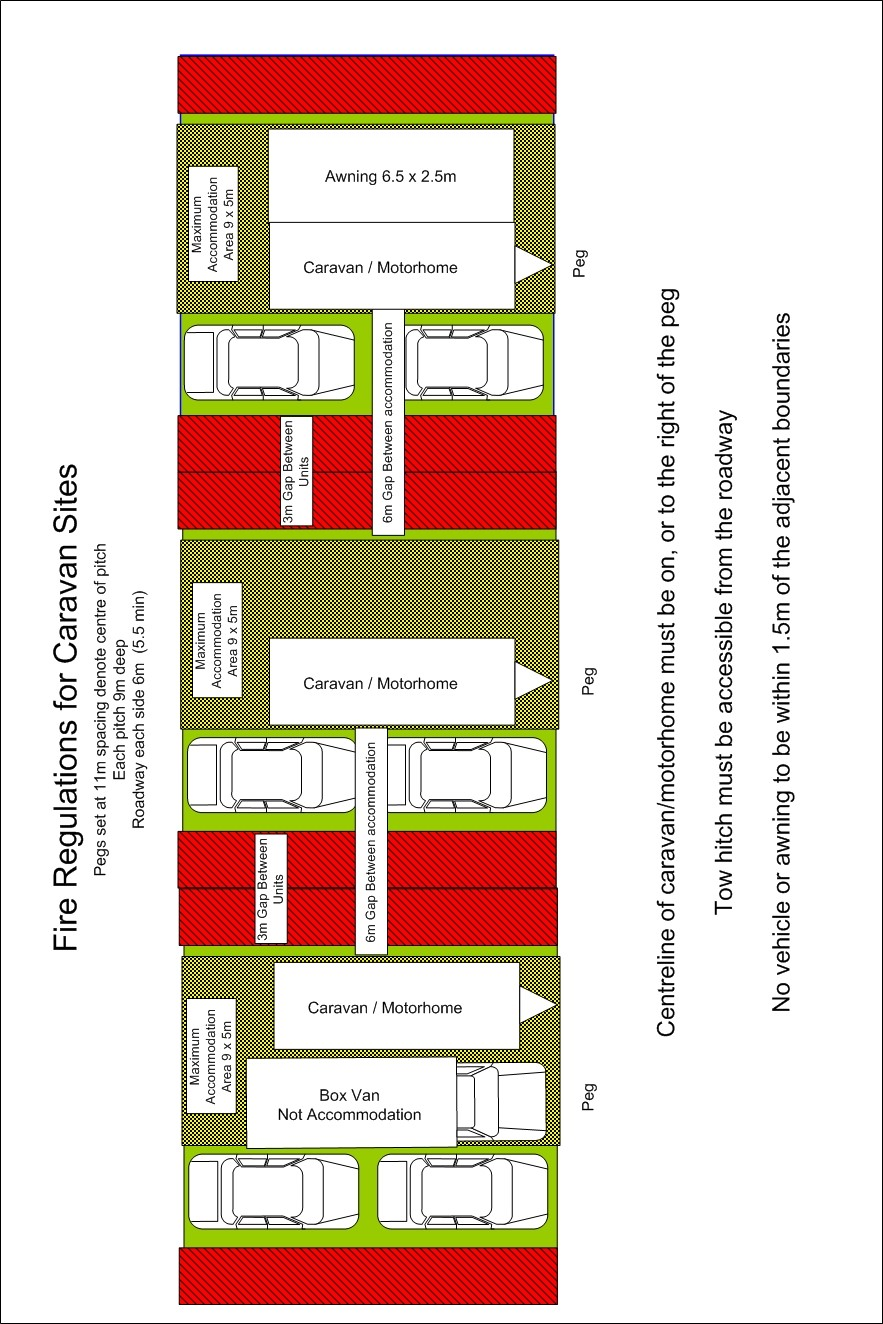 Fire Regulations for Caravan Sites
Pegs set at 11m spacing denote centre of pitch
Each pitch 9m deep
Roadway each side 6m (5.5 min)
Maximum
Accommodation
Area 9 x 5m
Awning 6.5 x 2.5m
Caravan / Motorhome
Peg
3m Gap Between
Units
6m Gap Between accommodation
Maximum
Accommodation
Area 9 x 5m
Caravan / Motorhome
Peg
3m Gap Between
Units
6m Gap Between accommodation
Maximum
Accommodation
Area 9 x 5m
Caravan / Motorhome
Box Van
Not Accommodation
Peg
Centreline of caravan/motorhome must be on, or to the right of the peg
Tow hitch must be accessible from the roadway
No vehicle or awning to be within 1.5m of the adjacent boundaries